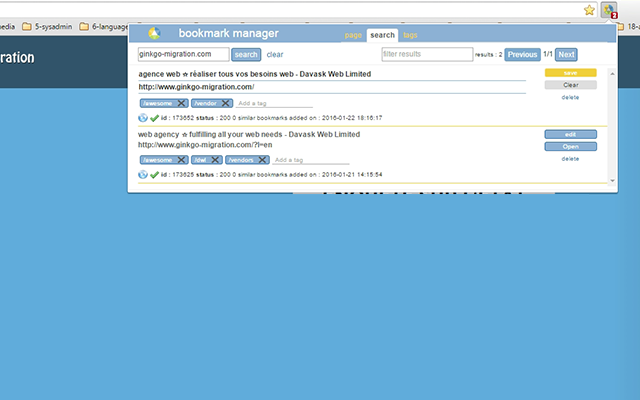 2
pedia 5-sysadmin 6-language 18-a
bookmark manager page search tags
ration
ginkgo-migration.com search clear filter results results : 2 Previous 1/1 Next
agence web ☆ réaliser tous vos besoins web - Davask Web Limited save
http://www.ginkgo-migration.com/ Clear
delete
/awesome /vendor Add a tag
id : 173652 status : 200 0 similar bookmarks added on : 2016-01-22 18:16:17
web agency ☆ fulfilling all your web needs - Davask Web Limited edit
http://www.ginkgo-migration.com/?l=en Open
/awesome /dwl /vendors Add a tag delete
id : 173625 status : 200 0 similar bookmarks added on : 2016-01-21 14:15:54